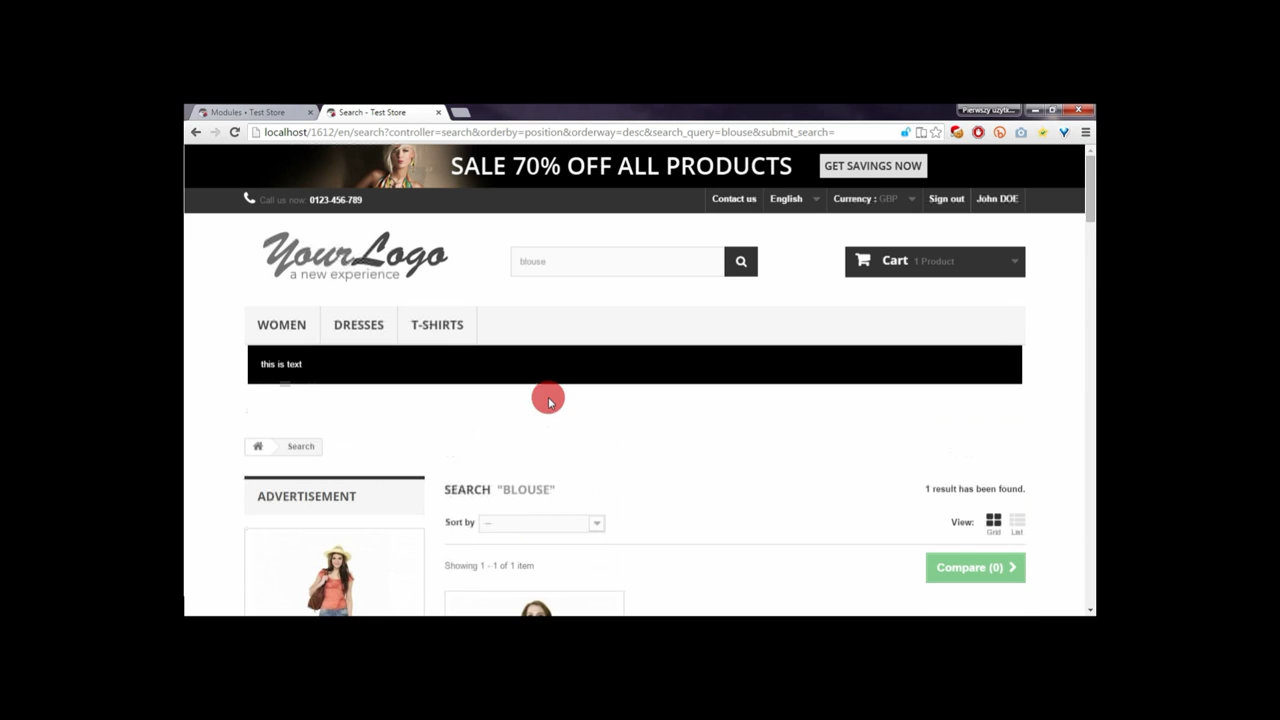 Modules • Test Store
Search - Test Store
Pierwszy użytk...
localhost/1612/en/search?controller=search&orderby=position&orderway=desc&search_query=blouse&submit_search=
SALE 70% OFF ALL PRODUCTS
GET SAVINGS NOW
Call us now: 0123-456-789
Contact us
English
Currency : GBP
Sign out
John DOE
YourLogo
a new experience
blouse
Cart 1 Product
WOMEN
DRESSES
T-SHIRTS
this is text
Search
ADVERTISEMENT
SEARCH "BLOUSE"
1 result has been found.
Sort by
--
View:
Grid
List
Showing 1 - 1 of 1 item
Compare (0)